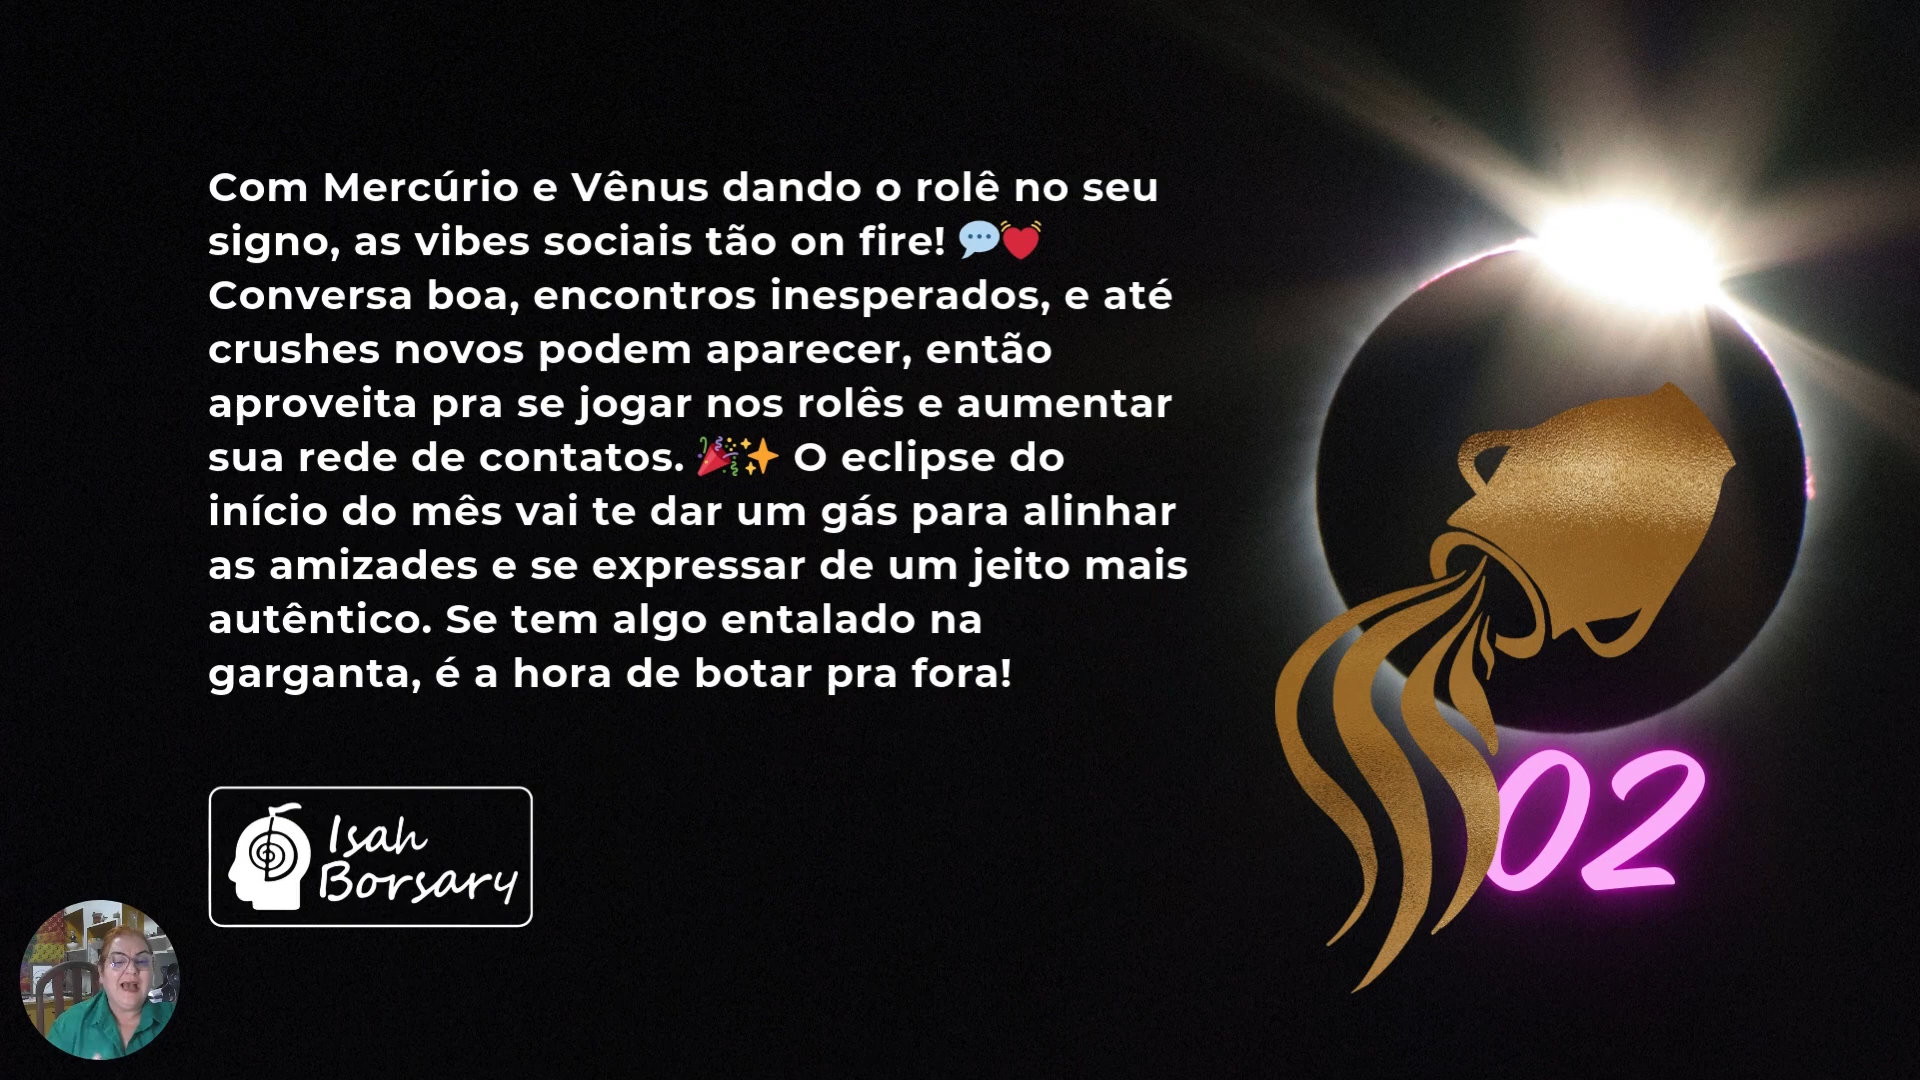 Com Mercúrio e Vênus dando o rolê no seu
signo, as vibes sociais tão on fire! 💬💓
Conversa boa, encontros inesperados, e até
crushes novos podem aparecer, então
aproveita pra se jogar nos rolês e aumentar
sua rede de contatos. 🎉✨ O eclipse do
início do mês vai te dar um gás para alinhar
as amizades e se expressar de um jeito mais
autêntico. Se tem algo entalado na
garganta, é a hora de botar pra fora!
02
Isah
Borsary